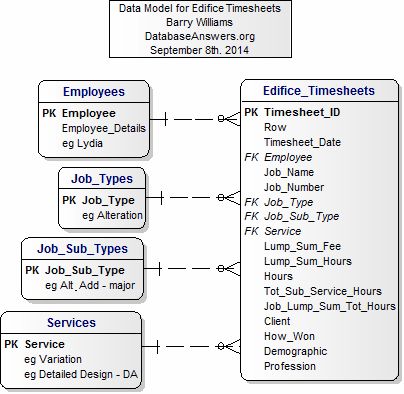 Data Model for Edifice Timesheets
Barry Williams
DatabaseAnswers.org
September 8th. 2014
Employees
PK Employee
Employee_Details
eg Lydia
Job_Types
PK Job_Type
eg Alteration
Job_Sub_Types
PK Job_Sub_Type
eg Alt_Add - major
Services
PK Service
eg Variation
eg Detailed Design - DA
Edifice_Timesheets
PK Timesheet_ID
Row
Timesheet_Date
FK Employee
Job_Name
Job_Number
FK Job_Type
FK Job_Sub_Type
FK Service
Lump_Sum_Fee
Lump_Sum_Hours
Hours
Tot_Sub_Service_Hours
Job_Lump_Sum_Tot_Hours
Client
How_Won
Demographic
Profession